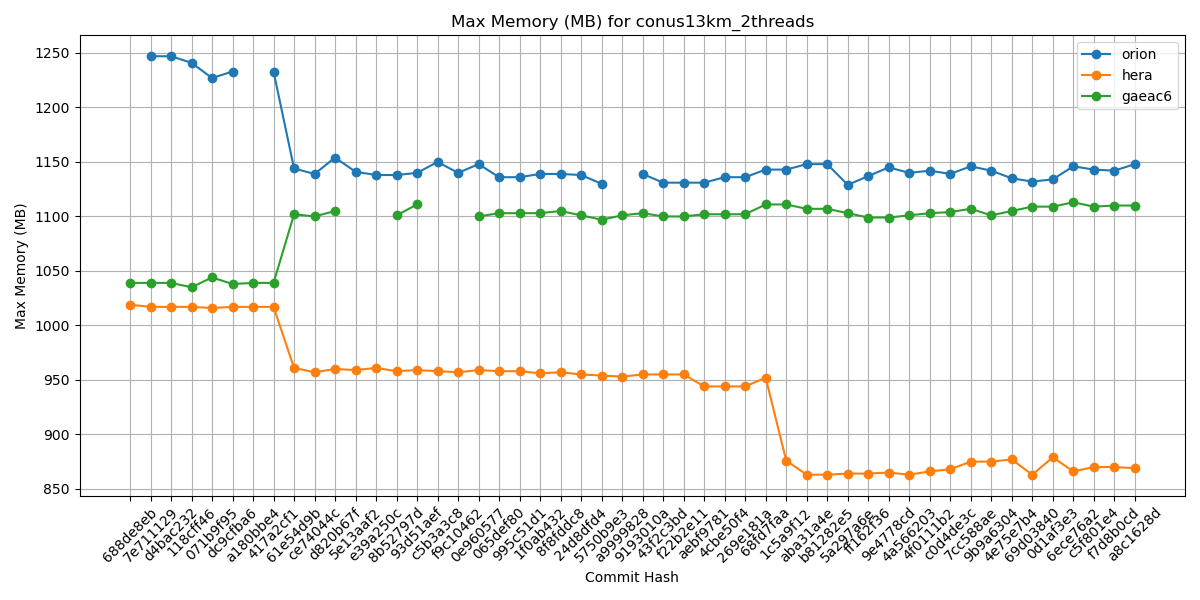 Max Memory (MB) for conus13km_2threads
orion
hera
gaeac6
Max Memory (MB)
1250
1200
1150
1100
1050
1000
950
900
850
688de8eb
7e711129
d4bac232
118cff46
071b9f95
dc9cfba6
a180bbe4
417a2cf1
61e54d9b
ce74044c
d820b67f
5e13aaf2
e39a250c
8b52797d
93d51aef
c5b3a3c8
f9c10462
0e960577
065def80
995c51d1
1f0ab432
8f8fddc8
24d8dfd4
5750b9e3
a9999828
9193010a
43f2c3bd
f22b2e11
aebf9781
4cbe50f4
269e181a
68fd7faa
1c5a9f12
aba31a4e
b81282e5
5a297a6e
ff162f36
9e4778cd
4a566203
4f0111b2
c0d4de3c
7cc588ae
9b9a6304
4e75e7b4
69d03840
0d1af3e3
6ece76a2
c5f801e4
f7d8b0cd
a8c1628d
Commit Hash